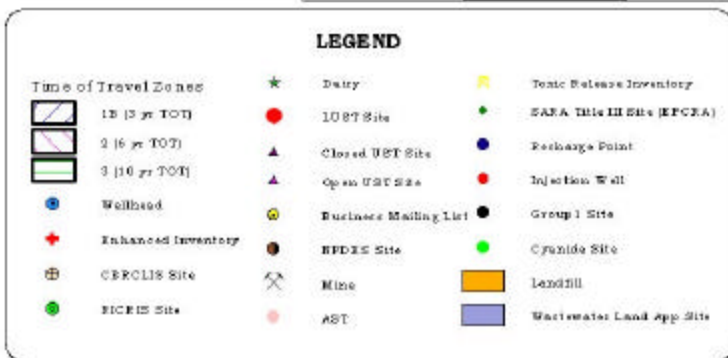 LEGEND
Time of Travel Zones
1B (3 yr TOT)
2 (6 yr TOT)
3 (10 yr TOT)
Wellhead
Enhanced Inventory
CERCLIS Site
RICRIS Site
Dairy
LUST Site
Closed UST Site
Open UST Site
Business Mailing List
NPDES Site
Mine
AST
Toxic Release Inventory
SARA Title III Site (EPCRA)
Recharge Point
Injection Well
Group 1 Site
Cyanide Site
Landfill
Wastewater Land App Site